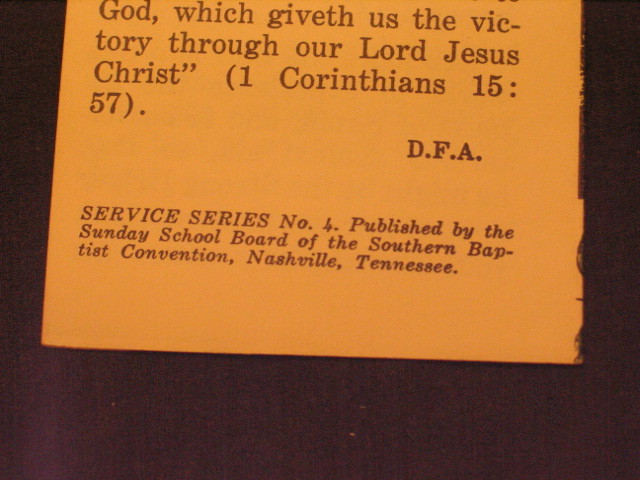 God, which giveth us the vic-
tory through our Lord Jesus
Christ” (1 Corinthians 15:
57).
D.F.A.
SERVICE SERIES No. 4. Published by the
Sunday School Board of the Southern Bap-
tist Convention, Nashville, Tennessee.